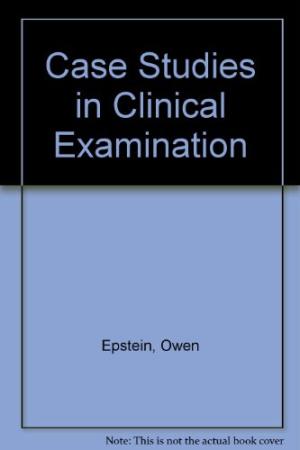 Case Studies
in Clinical
Examination
Epstein, Owen
Note: This is not the actual book cover